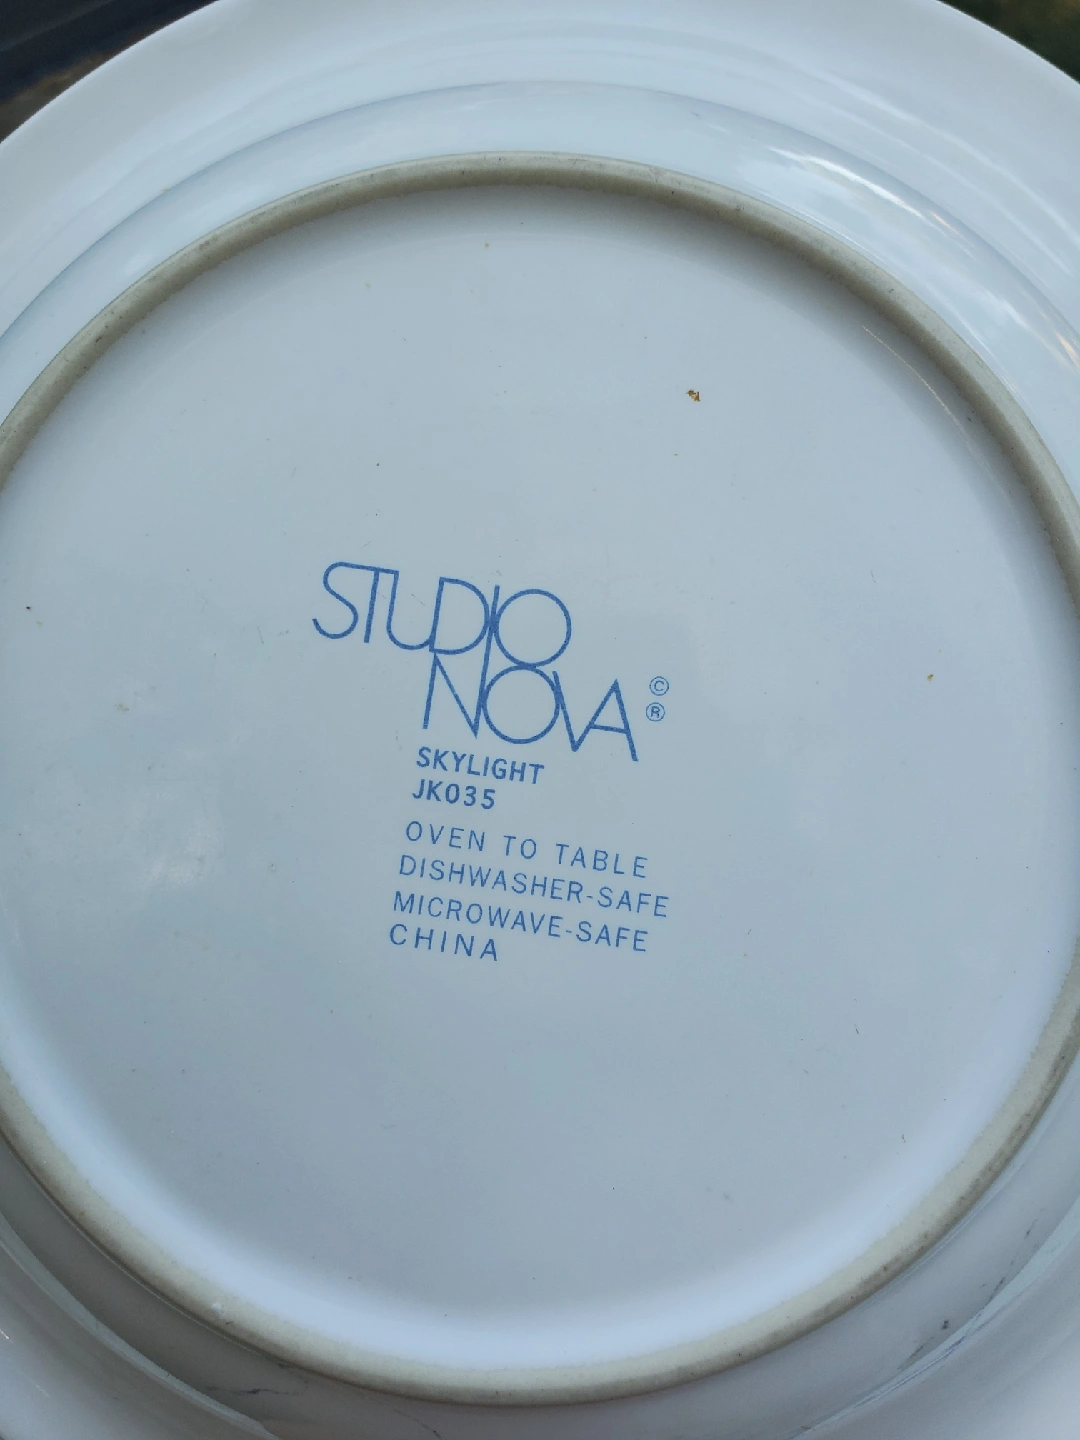 STUDIO
NOVA © ®
SKYLIGHT
JK035
OVEN TO TABLE
DISHWASHER-SAFE
MICROWAVE-SAFE
CHINA